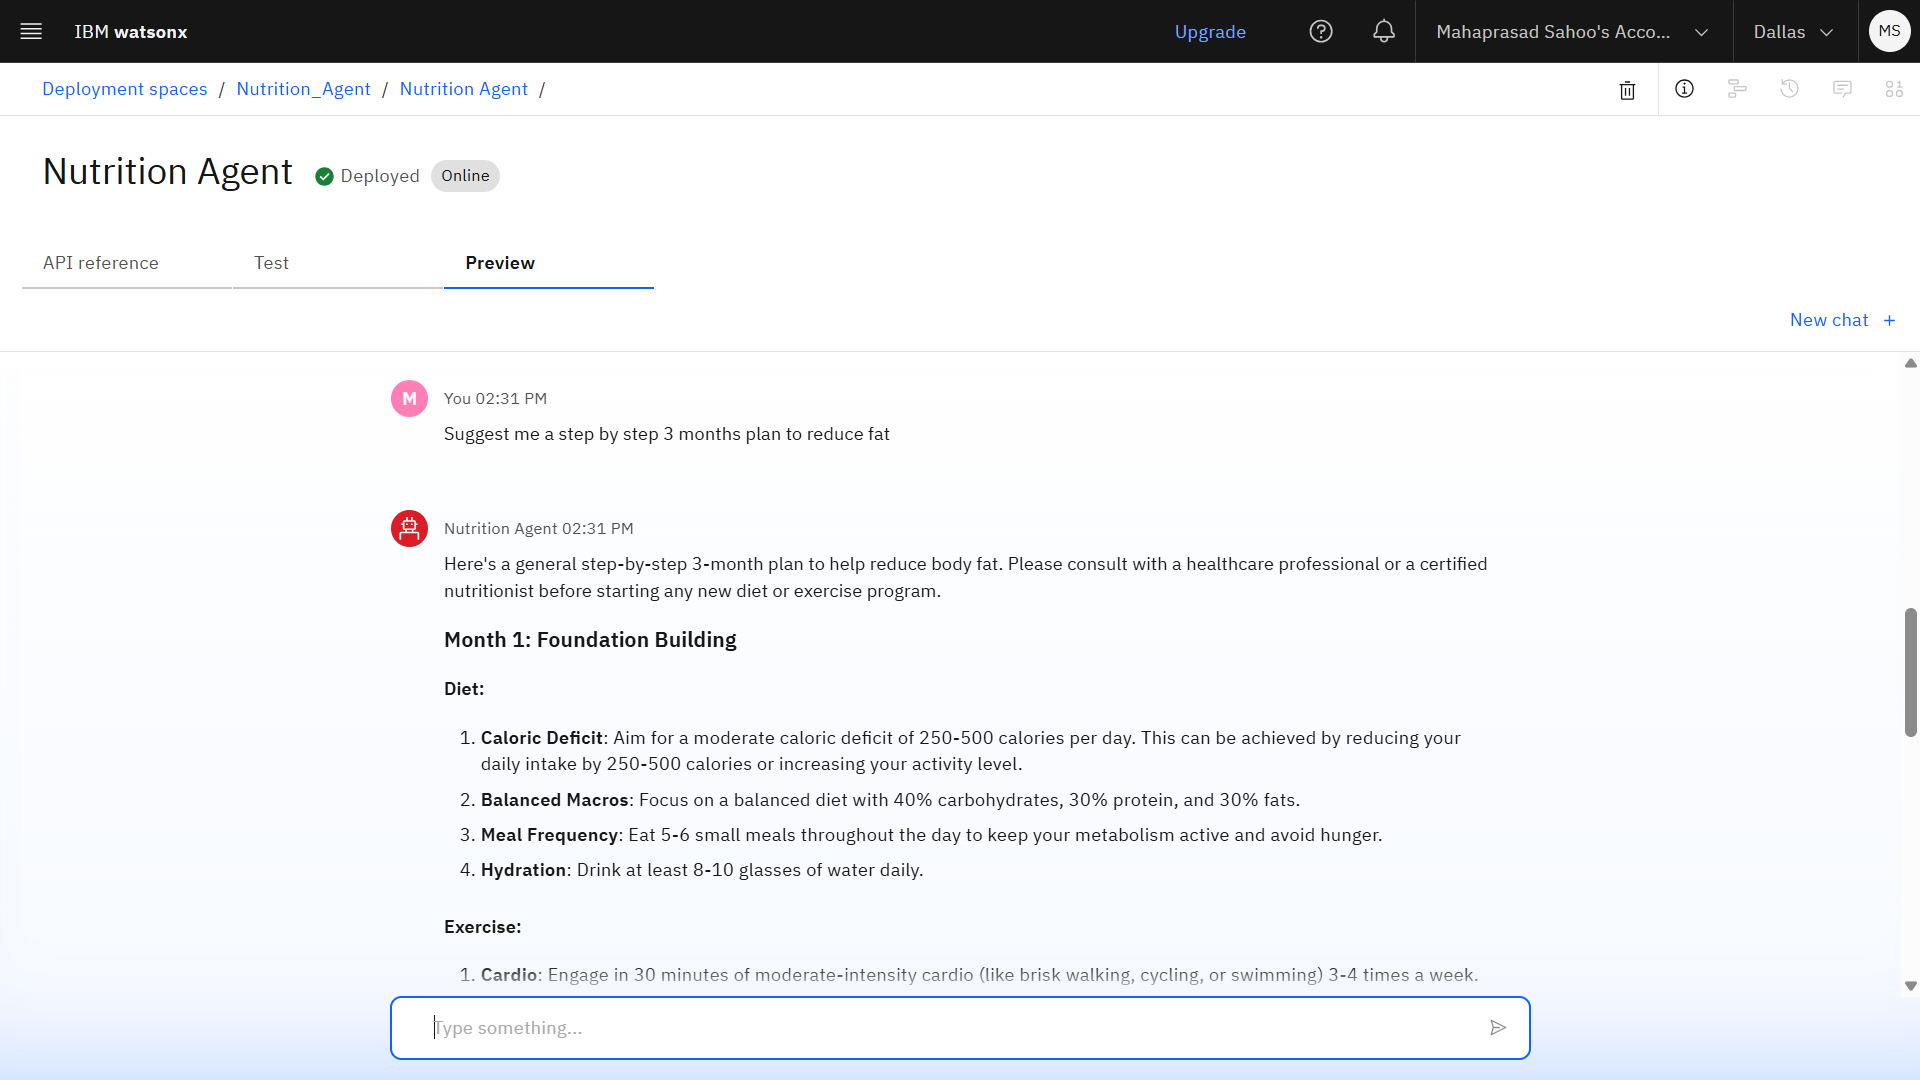 IBM watsonx
Upgrade
Mahaprasad Sahoo's Acco...
Dallas
MS
Deployment spaces / Nutrition_Agent / Nutrition Agent /
Nutrition Agent
Deployed
Online
API reference
Test
Preview
New chat +
M
You 02:31 PM
Suggest me a step by step 3 months plan to reduce fat
Nutrition Agent 02:31 PM
Here's a general step-by-step 3-month plan to help reduce body fat. Please consult with a healthcare professional or a certified
nutritionist before starting any new diet or exercise program.
Month 1: Foundation Building
Diet:
1. Caloric Deficit: Aim for a moderate caloric deficit of 250-500 calories per day. This can be achieved by reducing your
daily intake by 250-500 calories or increasing your activity level.
2. Balanced Macros: Focus on a balanced diet with 40% carbohydrates, 30% protein, and 30% fats.
3. Meal Frequency: Eat 5-6 small meals throughout the day to keep your metabolism active and avoid hunger.
4. Hydration: Drink at least 8-10 glasses of water daily.
Exercise:
1. Cardio: Engage in 30 minutes of moderate-intensity cardio (like brisk walking, cycling, or swimming) 3-4 times a week.
Type something...